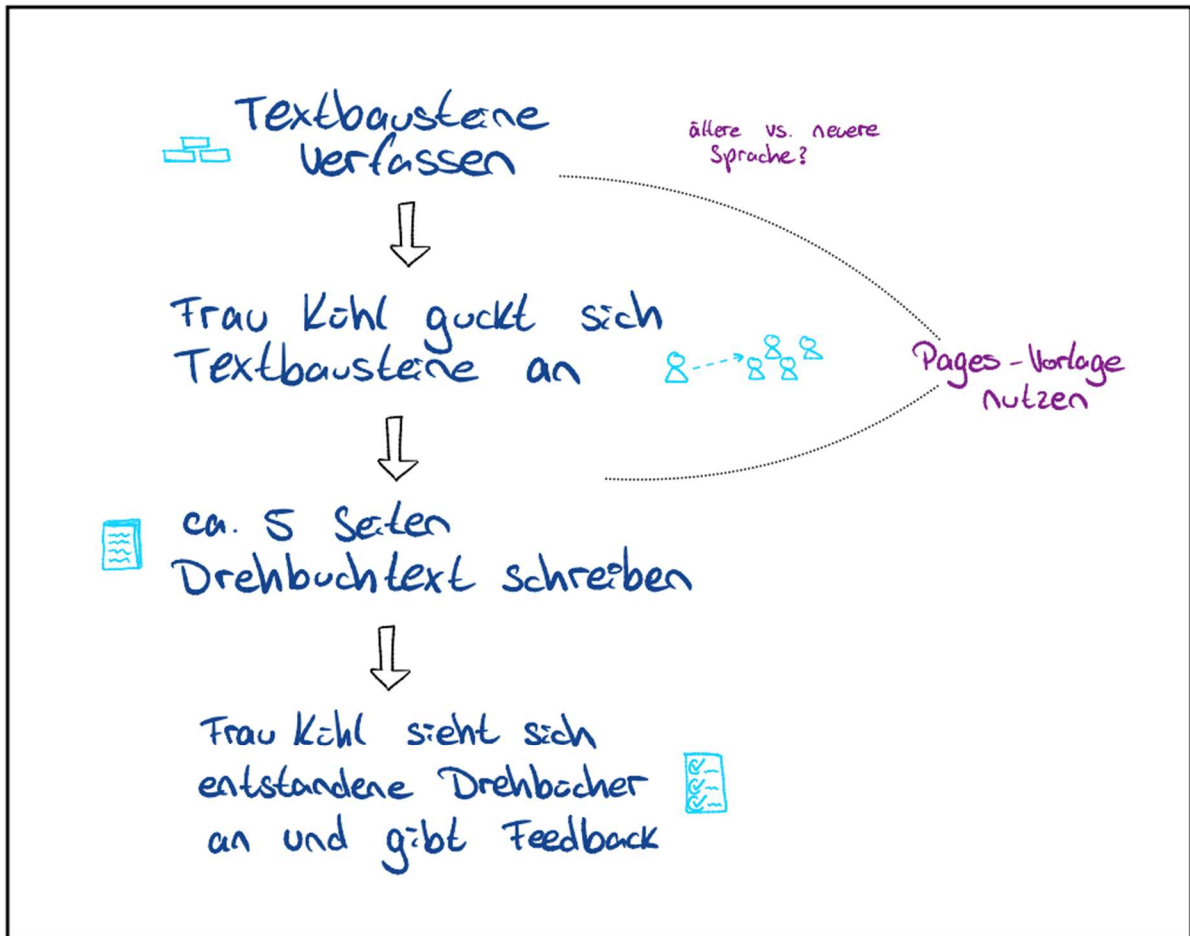 Textbausteine
verfassen
ältere vs. neuere
Sprache?
Frau Kühl guckt sich
Textbausteine an
Pages-Vorlage
nutzen
ca. 5 Seiten
Drehbuchtext schreiben
Frau Kühl sieht sich
entstandene Drehbücher
an und gibt Feedback